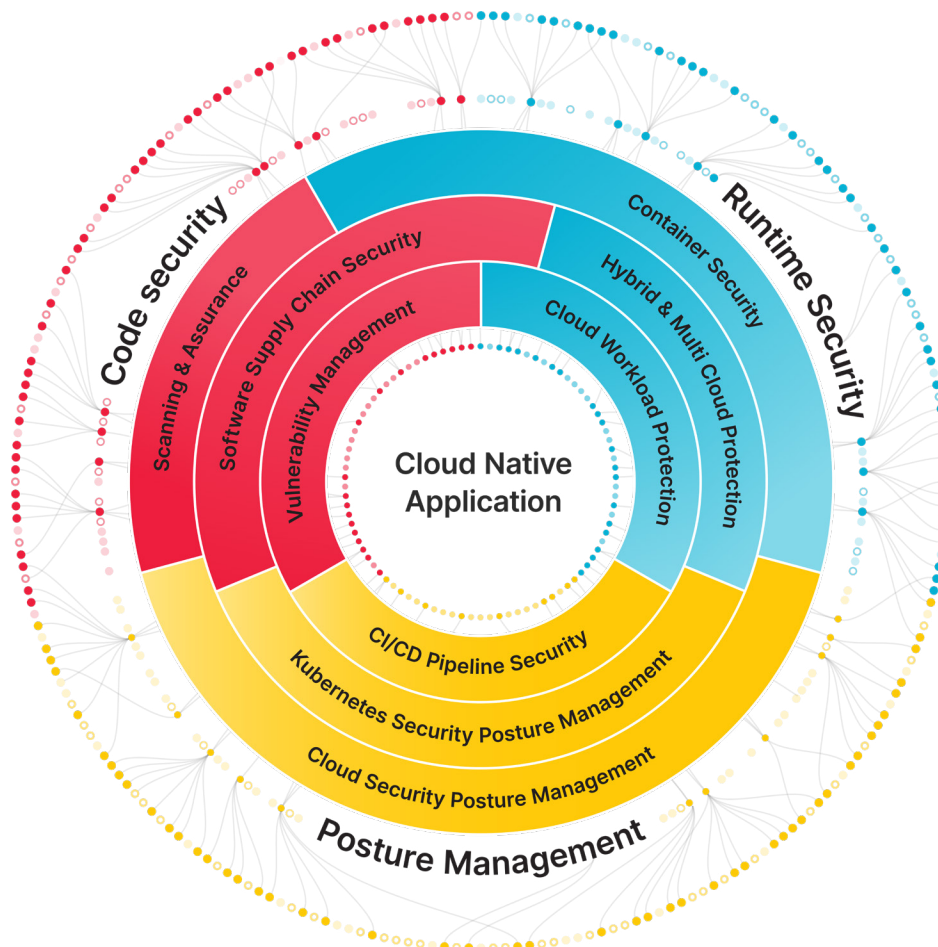 Code security
Runtime Security
Posture Management
Scanning & Assurance
Software Supply Chain Security
Vulnerability Management
Container Security
Hybrid & Multi Cloud Protection
Cloud Workload Protection
Cloud Native
Application
CI/CD Pipeline Security
Kubernetes Security Posture Management
Cloud Security Posture Management